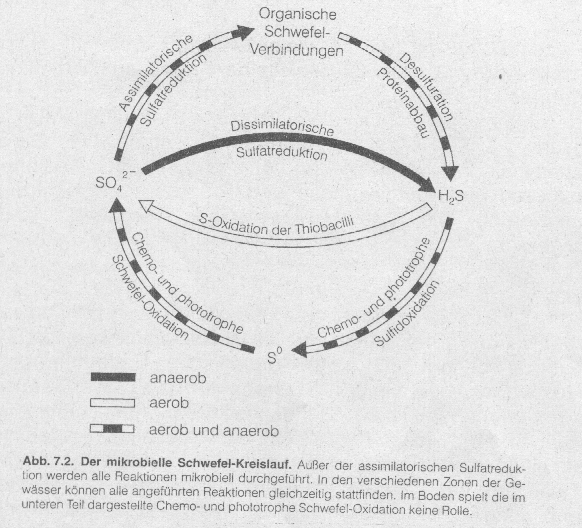 Organische
Schwefel-
Verbindungen
Assimilatorische
Sulfatreduktion
Desulfuration
Proteinabbau
Dissimilatorische
Sulfatreduktion
SO₄²⁻
H₂S
S-Oxidation der Thiobacilli
Chemo- und phototrophe
Schwefel-Oxidation
Chemo- und phototrophe
Sulfidoxidation
S⁰
anaerob
aerob
aerob und anaerob
Abb. 7.2. Der mikrobielle Schwefel-Kreislauf. Außer der assimilatorischen Sulfatreduk-
tion werden alle Reaktionen mikrobiell durchgeführt. In den verschiedenen Zonen der Ge-
wässer können alle angeführten Reaktionen gleichzeitig stattfinden. Im Boden spielt die im
unteren Teil dargestellte Chemo- und phototrophe Schwefel-Oxidation keine Rolle.